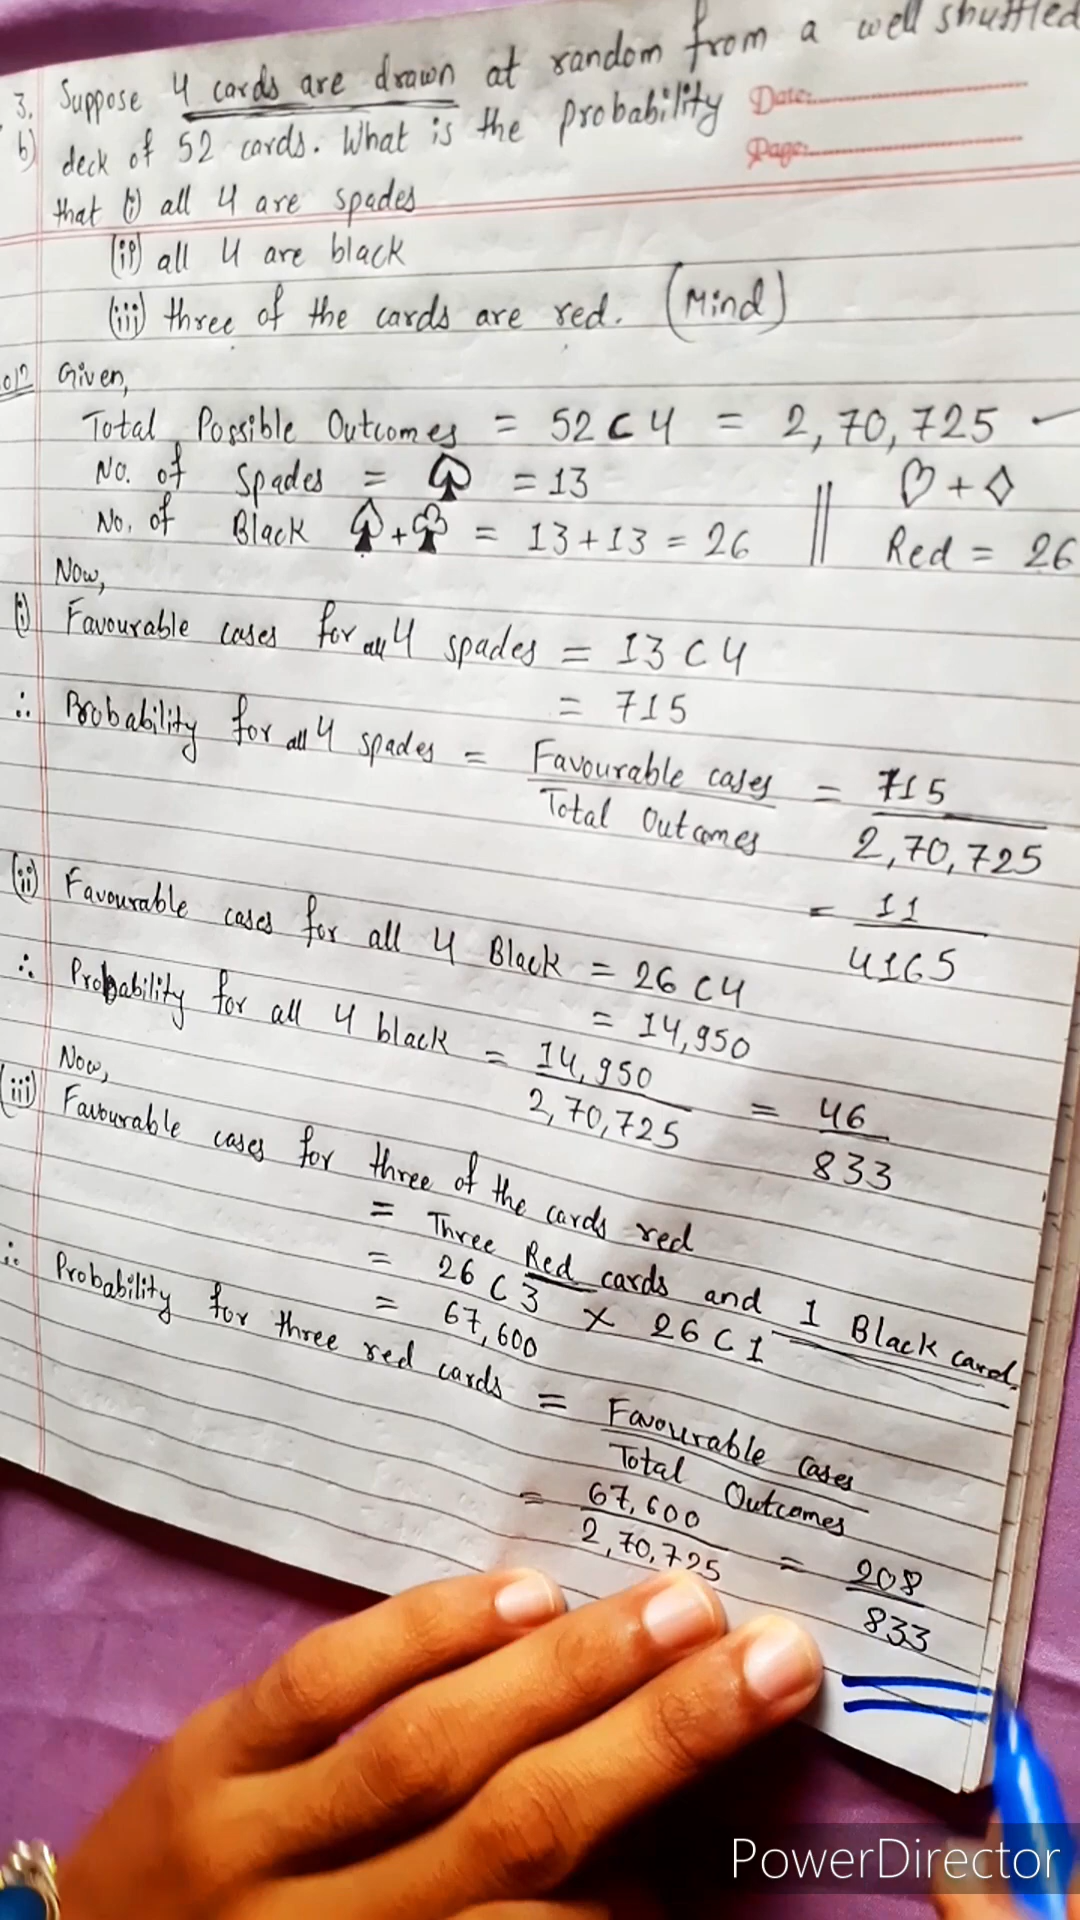 3. Suppose 4 cards are drawn at random from a well shuffled
b) deck of 52 cards. What is the probability
Date:
Page:
that (i) all 4 are spades
(ii) all 4 are black
(iii) three of the cards are red. (Mind)
Given,
Total Possible Outcomes = 52C4 = 2,70,725
No. of Spades = ♠ = 13
♡ + ◇
No. of Black ♠ + ♣ = 13+13 = 26 || Red = 26
Now,
(i) Favourable cases for all 4 spades = 13C4
= 715
∴ Probability for all 4 spades = Favourable cases / Total Outcomes = 715 / 2,70,725
= 11 / 4165
(ii) Favourable cases for all 4 Black = 26C4
= 14,950
∴ Probability for all 4 black = 14,950 / 2,70,725 = 46 / 833
Now,
(iii) Favourable cases for three of the cards red
= Three Red cards and 1 Black card.
= 26C3 × 26C1
= 67,600
∴ Probability for three red cards = Favourable Cases / Total Outcomes
= 67,600 / 2,70,725 = 208 / 833
PowerDirector